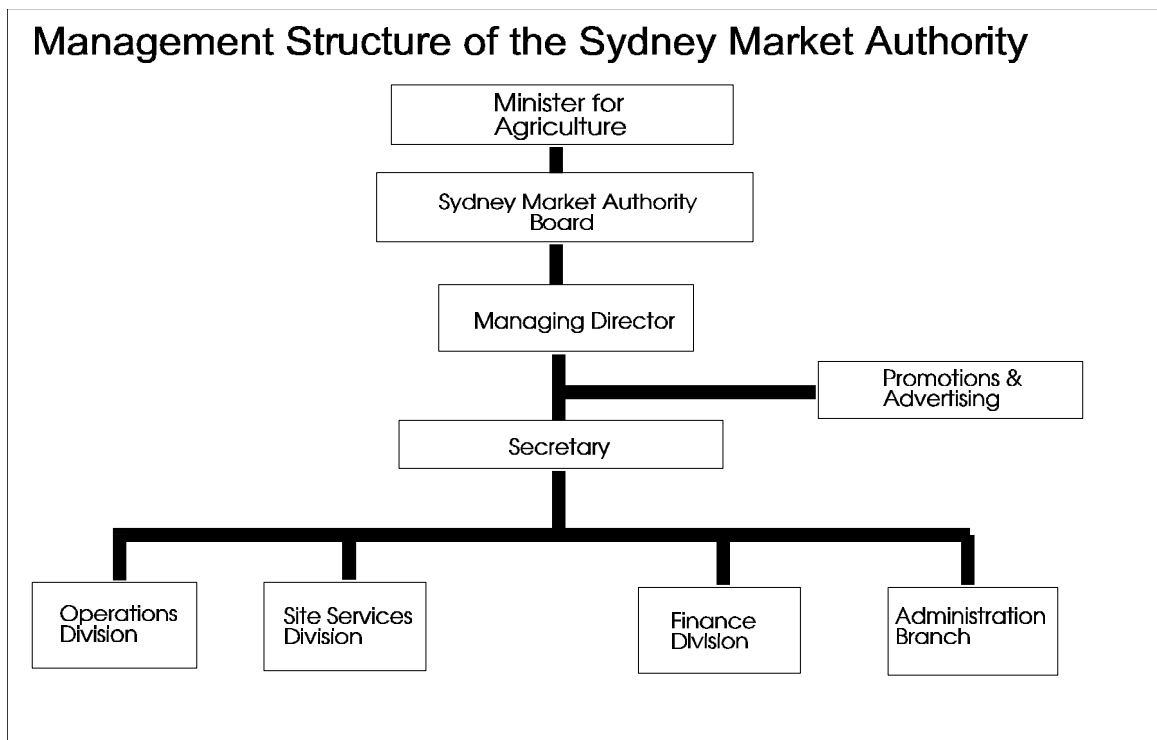 Management Structure of the Sydney Market Authority
Minister for
Agriculture
Sydney Market Authority
Board
Managing Director
Promotions &
Advertising
Secretary
Operations
Division
Site Services
Division
Finance
Division
Administration
Branch